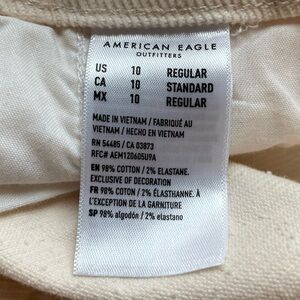 AMERICAN EAGLE
OUTFITTERS
US 10 REGULAR
CA 10 STANDARD
MX 10 REGULAR
MADE IN VIETNAM / FABRIQUÉ AU
VIETNAM / HECHO EN VIETNAM
RN 54485 / CA 03873
RFC# AEM120605U9A
EN 98% COTTON / 2% ELASTANE.
EXCLUSIVE OF DECORATION
FR 98% COTON / 2% ÉLASTHANNE. À
L'EXCEPTION DE LA GARNITURE
SP 98% algodón / 2% elastano